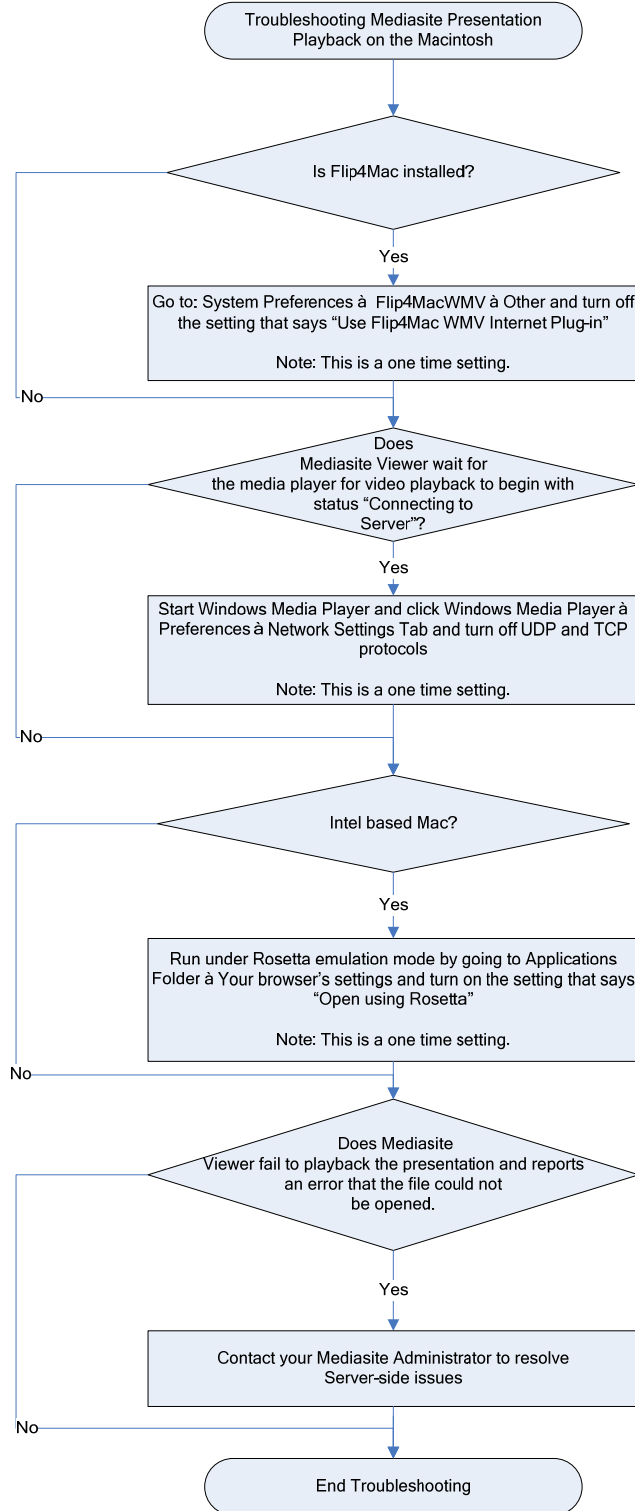 Troubleshooting Mediasite Presentation
Playback on the Macintosh
Is Flip4Mac installed?
Yes
Go to: System Preferences à Flip4MacWMV à Other and turn off
the setting that says “Use Flip4Mac WMV Internet Plug-in”
Note: This is a one time setting.
No
Does
Mediasite Viewer wait for
the media player for video playback to begin with
status “Connecting to
Server”?
Yes
Start Windows Media Player and click Windows Media Player à
Preferences à Network Settings Tab and turn off UDP and TCP
protocols
Note: This is a one time setting.
No
Intel based Mac?
Yes
Run under Rosetta emulation mode by going to Applications
Folder à Your browser’s settings and turn on the setting that says
“Open using Rosetta”
Note: This is a one time setting.
No
Does Mediasite
Viewer fail to playback the presentation and reports
an error that the file could not
be opened.
Yes
Contact your Mediasite Administrator to resolve
Server-side issues
No
End Troubleshooting